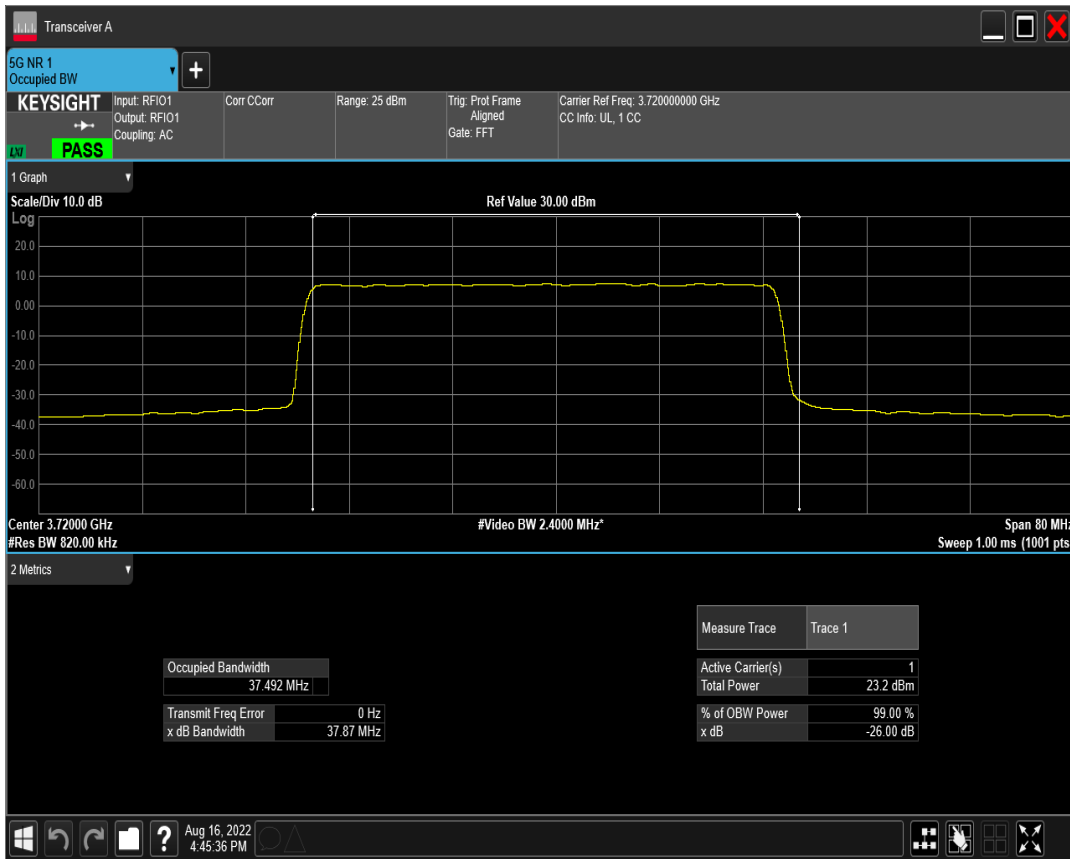 Transceiver A
5G NR 1
Occupied BW
KEYSIGHT
LXI
PASS
Input: RFIO1
Output: RFIO1
Coupling: AC
Corr CCorr
Range: 25 dBm
Trig: Prot Frame
Aligned
Gate: FFT
Carrier Ref Freq: 3.720000000 GHz
CC Info: UL, 1 CC
1 Graph
Scale/Div 10.0 dB
Ref Value 30.00 dBm
Log
20.0
10.0
0.00
-10.0
-20.0
-30.0
-40.0
-50.0
-60.0
Center 3.72000 GHz
#Video BW 2.4000 MHz*
Span 80 MHz
#Res BW 820.00 kHz
Sweep 1.00 ms (1001 pts
2 Metrics
Measure Trace Trace 1
Occupied Bandwidth
37.492 MHz
Active Carrier(s) 1
Total Power 23.2 dBm
Transmit Freq Error 0 Hz
x dB Bandwidth 37.87 MHz
% of OBW Power 99.00 %
x dB -26.00 dB
?
Aug 16, 2022
4:45:36 PM